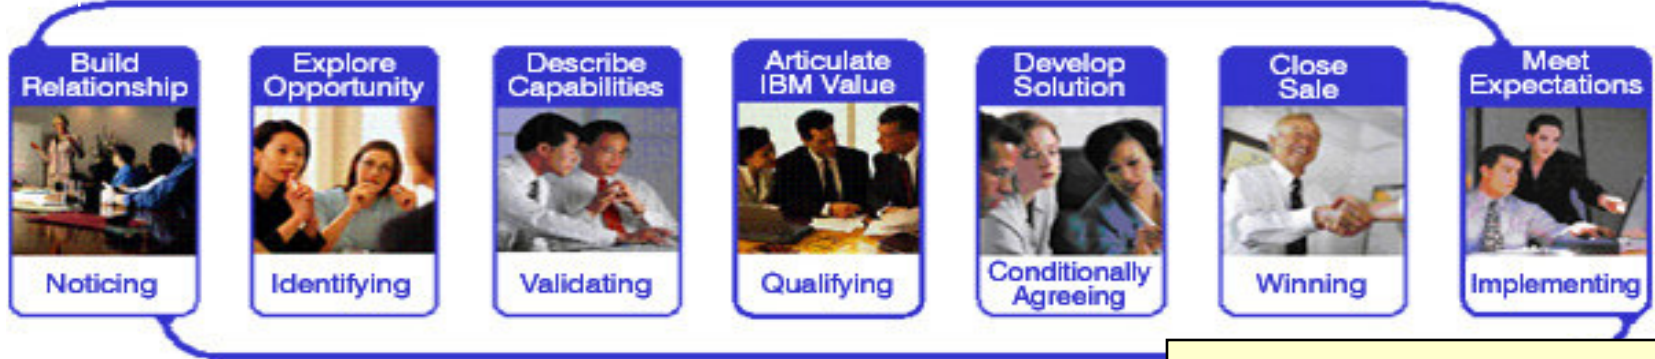 Build
Relationship
Noticing
Explore
Opportunity
Identifying
Describe
Capabilities
Validating
Articulate
IBM Value
Qualifying
Develop
Solution
Conditionally
Agreeing
Close
Sale
Winning
Meet
Expectations
Implementing